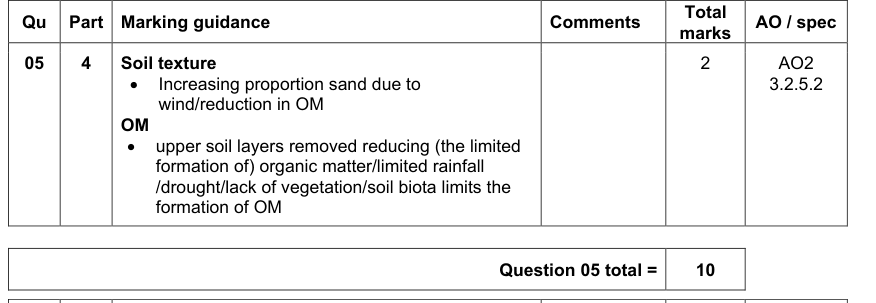 Qu Part Marking guidance Comments Total marks AO / spec
05 4 Soil texture 2 AO2
• Increasing proportion sand due to 3.2.5.2
wind/reduction in OM
OM
• upper soil layers removed reducing (the limited
formation of) organic matter/limited rainfall
/drought/lack of vegetation/soil biota limits the
formation of OM
Question 05 total = 10